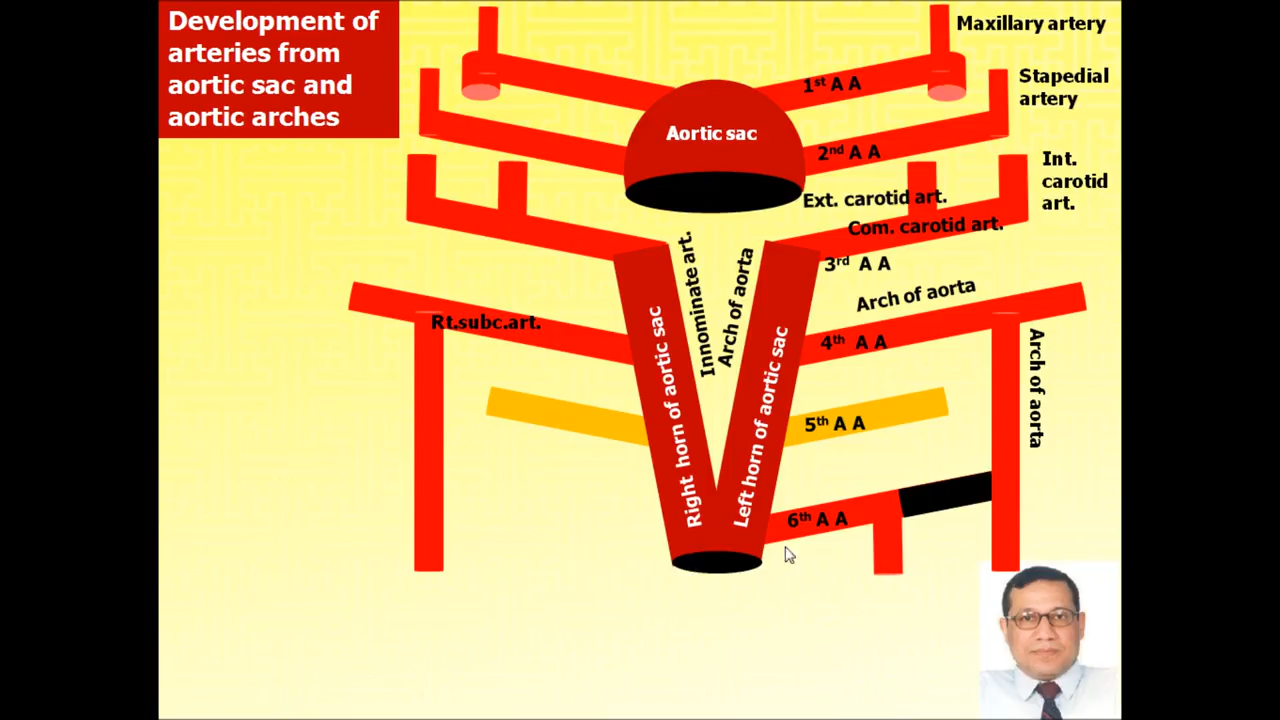 Development of
arteries from
aortic sac and
aortic arches
Maxillary artery
1st A A
Stapedial
artery
Aortic sac
2nd A A
Int.
carotid
art.
Ext. carotid art.
Com. carotid art.
3rd A A
Innominate art.
Arch of aorta
Arch of aorta
Rt.subc.art.
4th A A
Arch of aorta
Right horn of aortic sac
Left horn of aortic sac
5th A A
6th A A